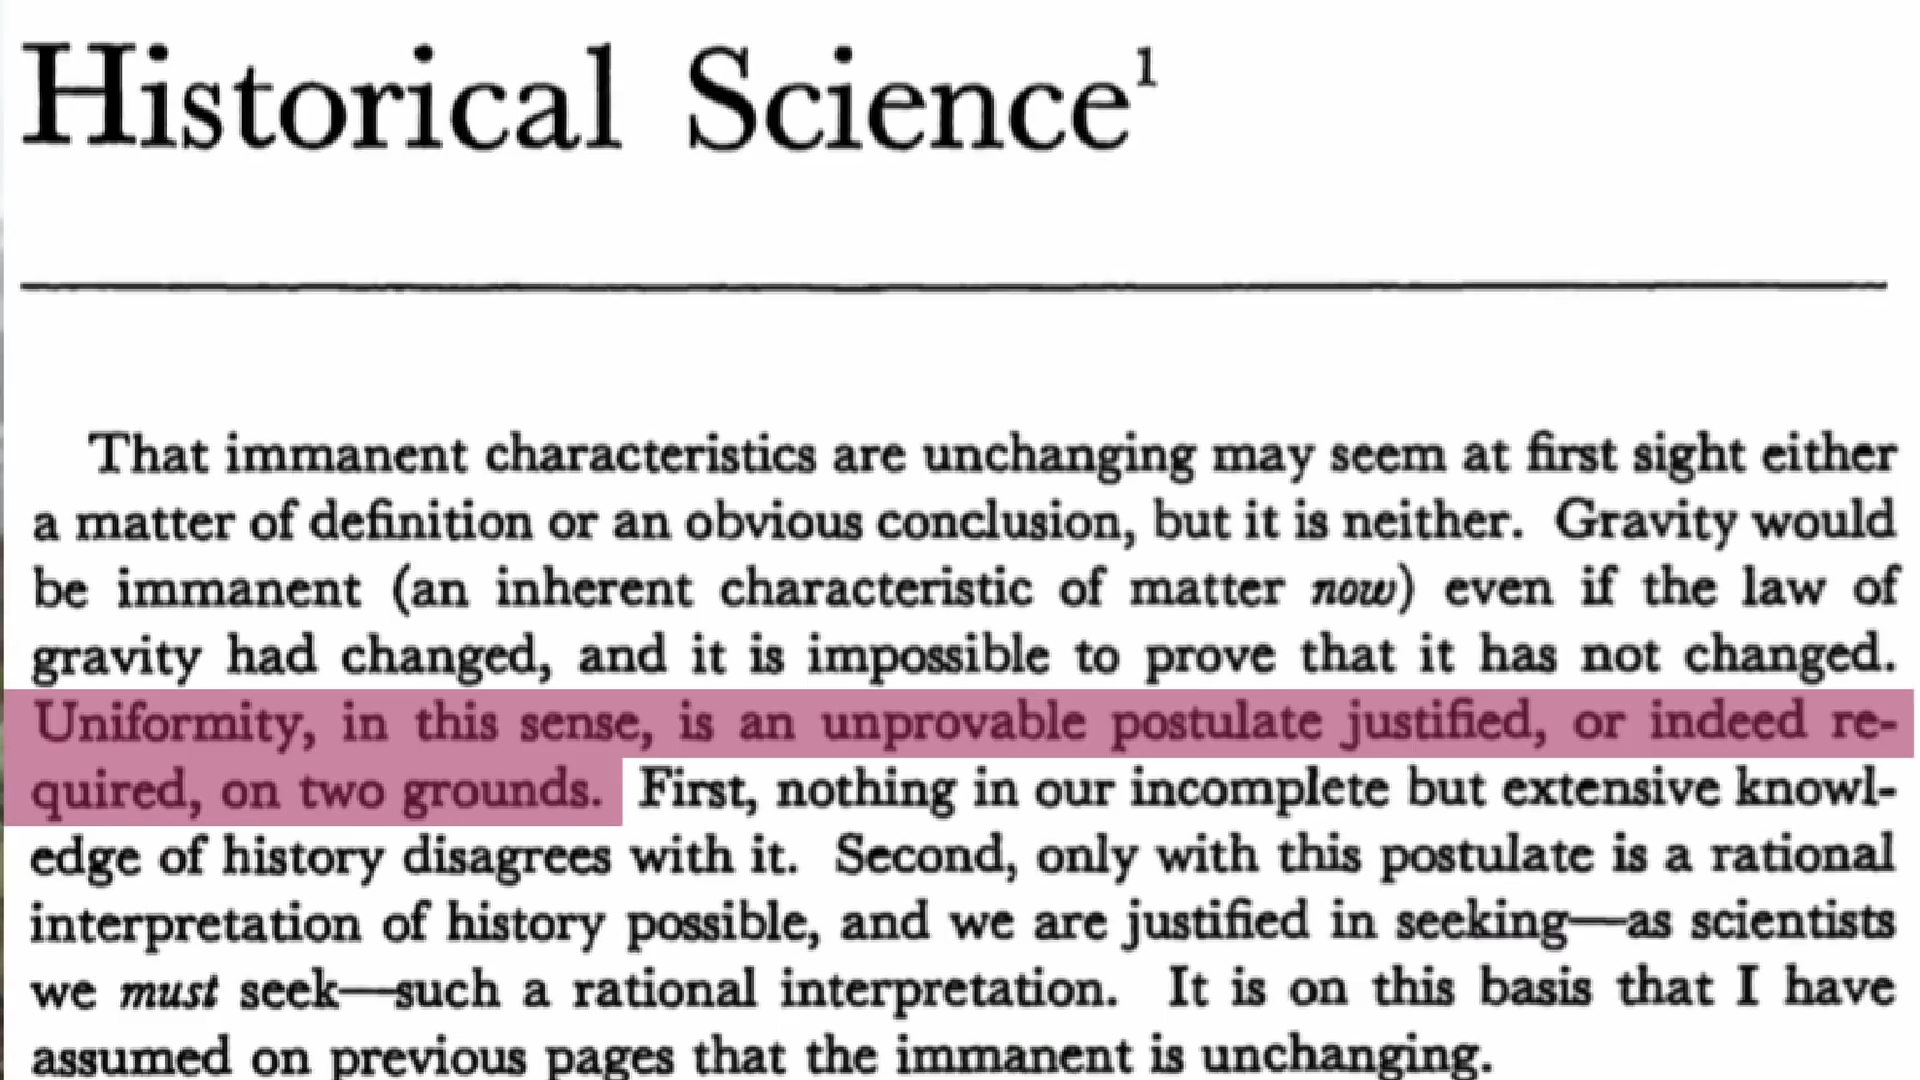 Historical Science¹
That immanent characteristics are unchanging may seem at first sight either
a matter of definition or an obvious conclusion, but it is neither. Gravity would
be immanent (an inherent characteristic of matter now) even if the law of
gravity had changed, and it is impossible to prove that it has not changed.
Uniformity, in this sense, is an unprovable postulate justified, or indeed re-
quired, on two grounds. First, nothing in our incomplete but extensive knowl-
edge of history disagrees with it. Second, only with this postulate is a rational
interpretation of history possible, and we are justified in seeking—as scientists
we must seek—such a rational interpretation. It is on this basis that I have
assumed on previous pages that the immanent is unchanging.